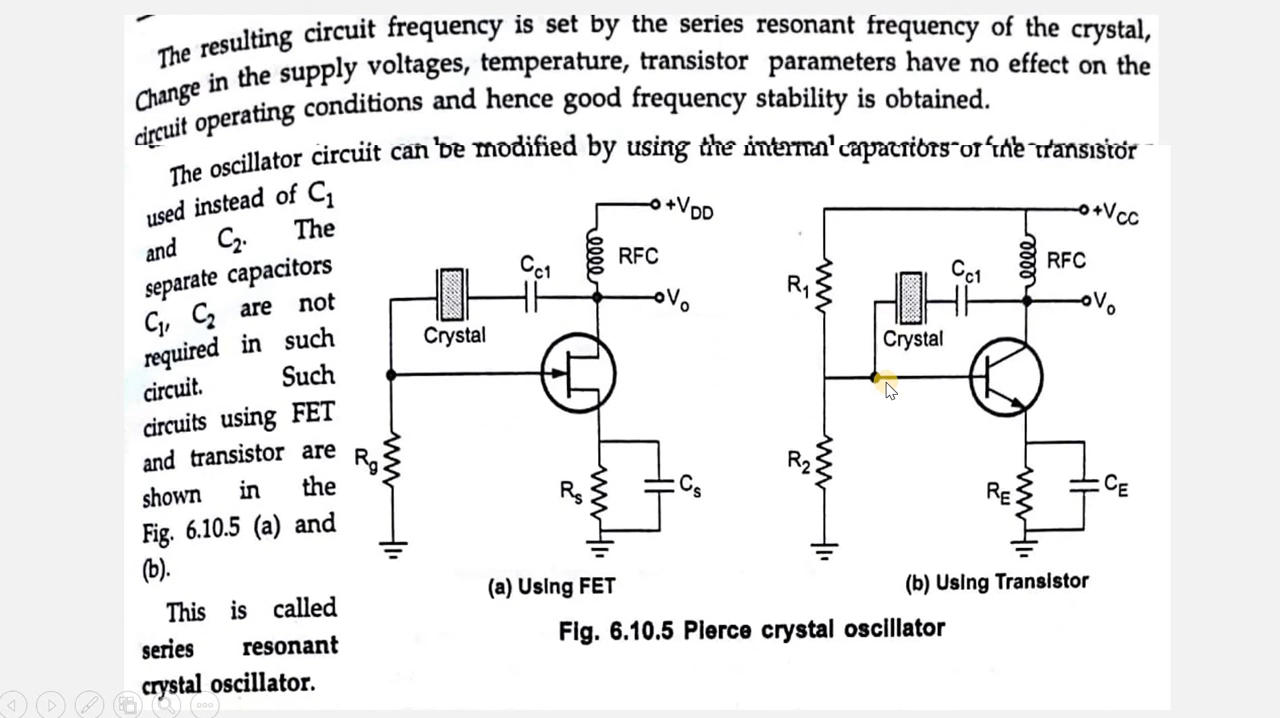 The resulting circuit frequency is set by the series resonant frequency of the crystal,
Change in the supply voltages, temperature, transistor parameters have no effect on the
circuit operating conditions and hence good frequency stability is obtained.
The oscillator circuit can be modified by using the internal capacitors of the transistor
used instead of C1
and C2. The
separate capacitors
C1, C2 are not
required in such
circuit. Such
circuits using FET
and transistor are
shown in the
Fig. 6.10.5 (a) and
(b).
This is called
series resonant
crystal oscillator.
+VDD
RFC
Cc1
Vo
Crystal
Rg
Rs
Cs
(a) Using FET
+VCC
R1
RFC
Cc1
Vo
Crystal
R2
RE
CE
(b) Using Transistor
Fig. 6.10.5 Pierce crystal oscillator